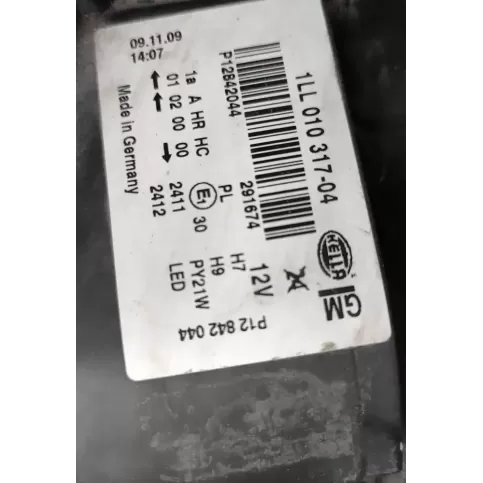 09.11.09
14:07
P12842044
1LL 010 317-04
1a A HR HC
01 02 00 00
Made in Germany
PL
291674
E1 30
2411
2412
HELLA
GM
12V
H7
H9
PY21W
LED
P12 842 044